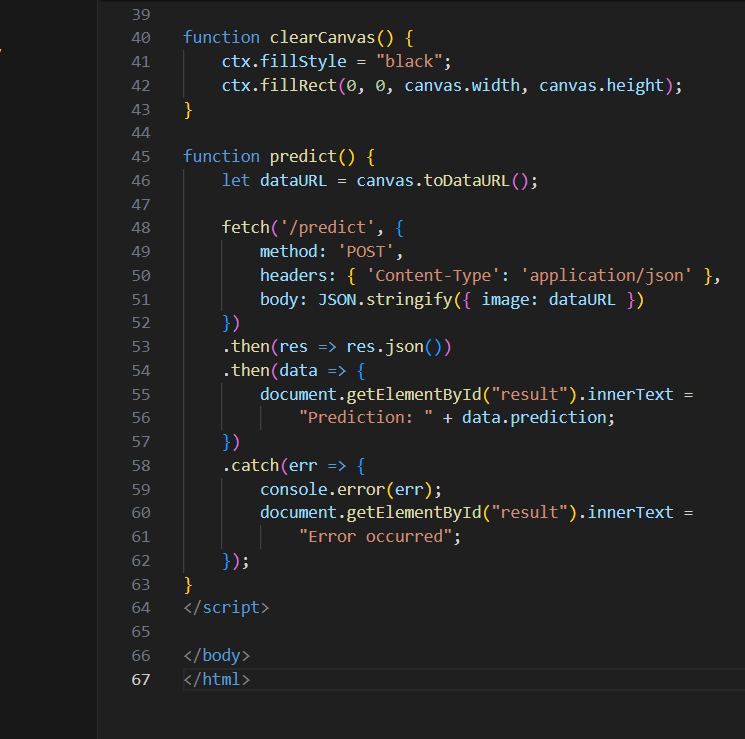 39
40 function clearCanvas() {
41 ctx.fillStyle = "black";
42 ctx.fillRect(0, 0, canvas.width, canvas.height);
43 }
44
45 function predict() {
46 let dataURL = canvas.toDataURL();
47
48 fetch('/predict', {
49 method: 'POST',
50 headers: { 'Content-Type': 'application/json' },
51 body: JSON.stringify({ image: dataURL })
52 })
53 .then(res => res.json())
54 .then(data => {
55 document.getElementById("result").innerText =
56 "Prediction: " + data.prediction;
57 })
58 .catch(err => {
59 console.error(err);
60 document.getElementById("result").innerText =
61 "Error occurred";
62 });
63 }
64 </script>
65
66 </body>
67 </html>